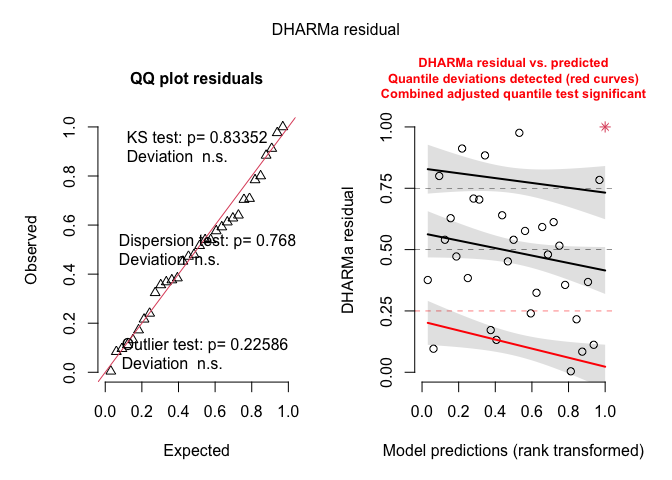 DHARMa residual
QQ plot residuals
KS test: p= 0.83352
Deviation n.s.
Dispersion test: p= 0.768
Deviation n.s.
Outlier test: p= 0.22586
Deviation n.s.
Observed
0.0 0.2 0.4 0.6 0.8 1.0
0.0 0.2 0.4 0.6 0.8 1.0
Expected
DHARMa residual vs. predicted
Quantile deviations detected (red curves)
Combined adjusted quantile test significant
DHARMa residual
0.00 0.25 0.50 0.75 1.00
0.0 0.2 0.4 0.6 0.8 1.0
Model predictions (rank transformed)